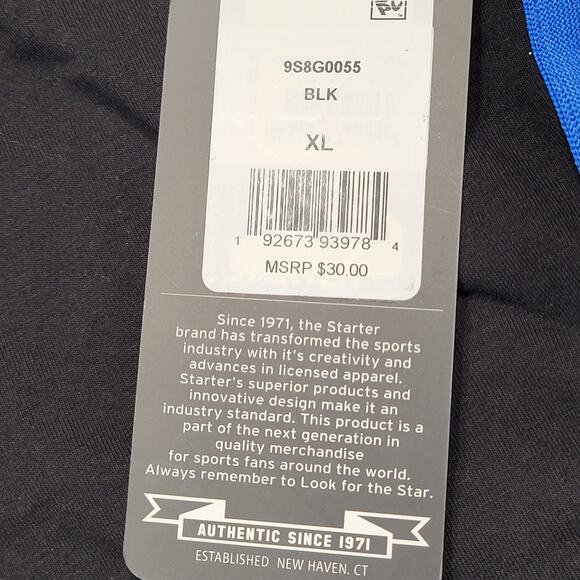 9S8G0055
BLK
XL
1 92673 93978 4
MSRP $30.00
Since 1971, the Starter
brand has transformed the sports
industry with it's creativity and
advances in licensed apparel.
Starter's superior products and
innovative design make it an
industry standard. This product is a
part of the next generation in
quality merchandise
for sports fans around the world.
Always remember to Look for the Star.
AUTHENTIC SINCE 1971
ESTABLISHED NEW HAVEN, CT